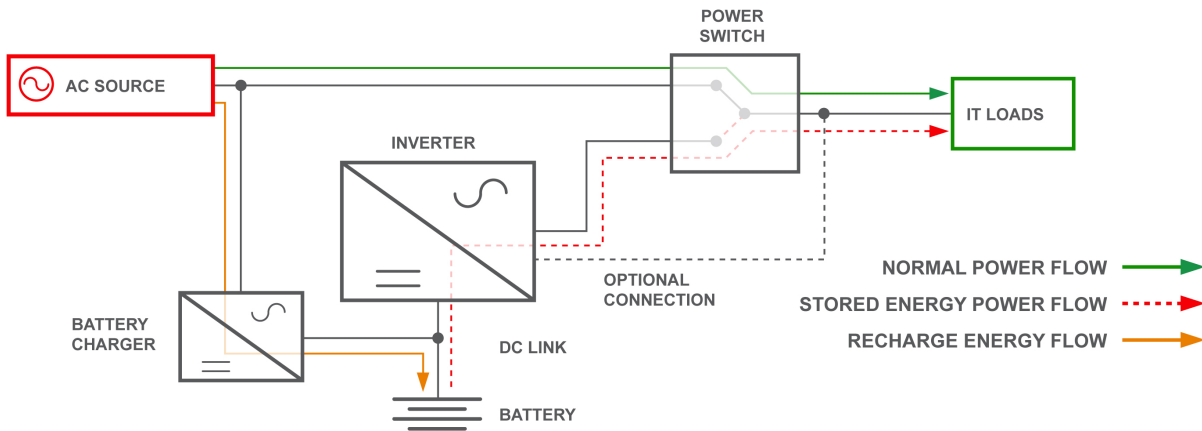 POWER
SWITCH
AC SOURCE
IT LOADS
INVERTER
OPTIONAL
CONNECTION
NORMAL POWER FLOW
STORED ENERGY POWER FLOW
RECHARGE ENERGY FLOW
BATTERY
CHARGER
DC LINK
BATTERY